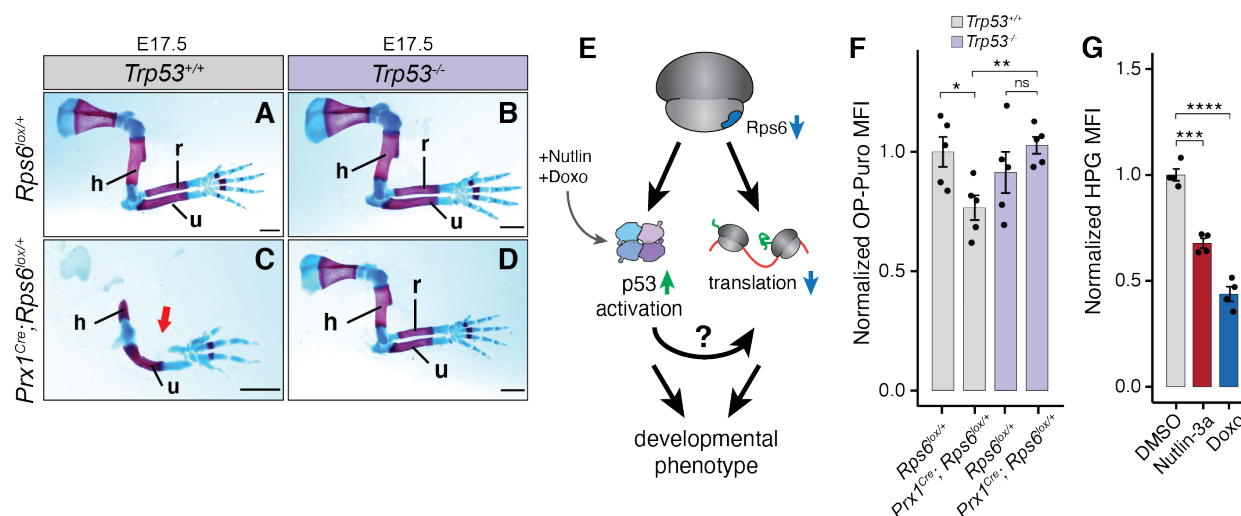 E17.5
E17.5
Trp53+/+
Trp53-/-
Rps6lox/+
Prx1Cre;Rps6lox/+
A
h
r
u
B
h
r
u
C
h
u
D
h
r
u
E
Rps6
+Nutlin
+Doxo
p53
activation
translation
?
developmental
phenotype
F
Trp53+/+
Trp53-/-
Normalized OP-Puro MFI
1.0
0.5
0.0
*
**
ns
Rps6lox/+
Prx1Cre; Rps6lox/+
Rps6lox/+
Prx1Cre; Rps6lox/+
G
Normalized HPG MFI
1.5
1.0
0.5
0.0
****
***
DMSO
Nutlin-3a
Doxo